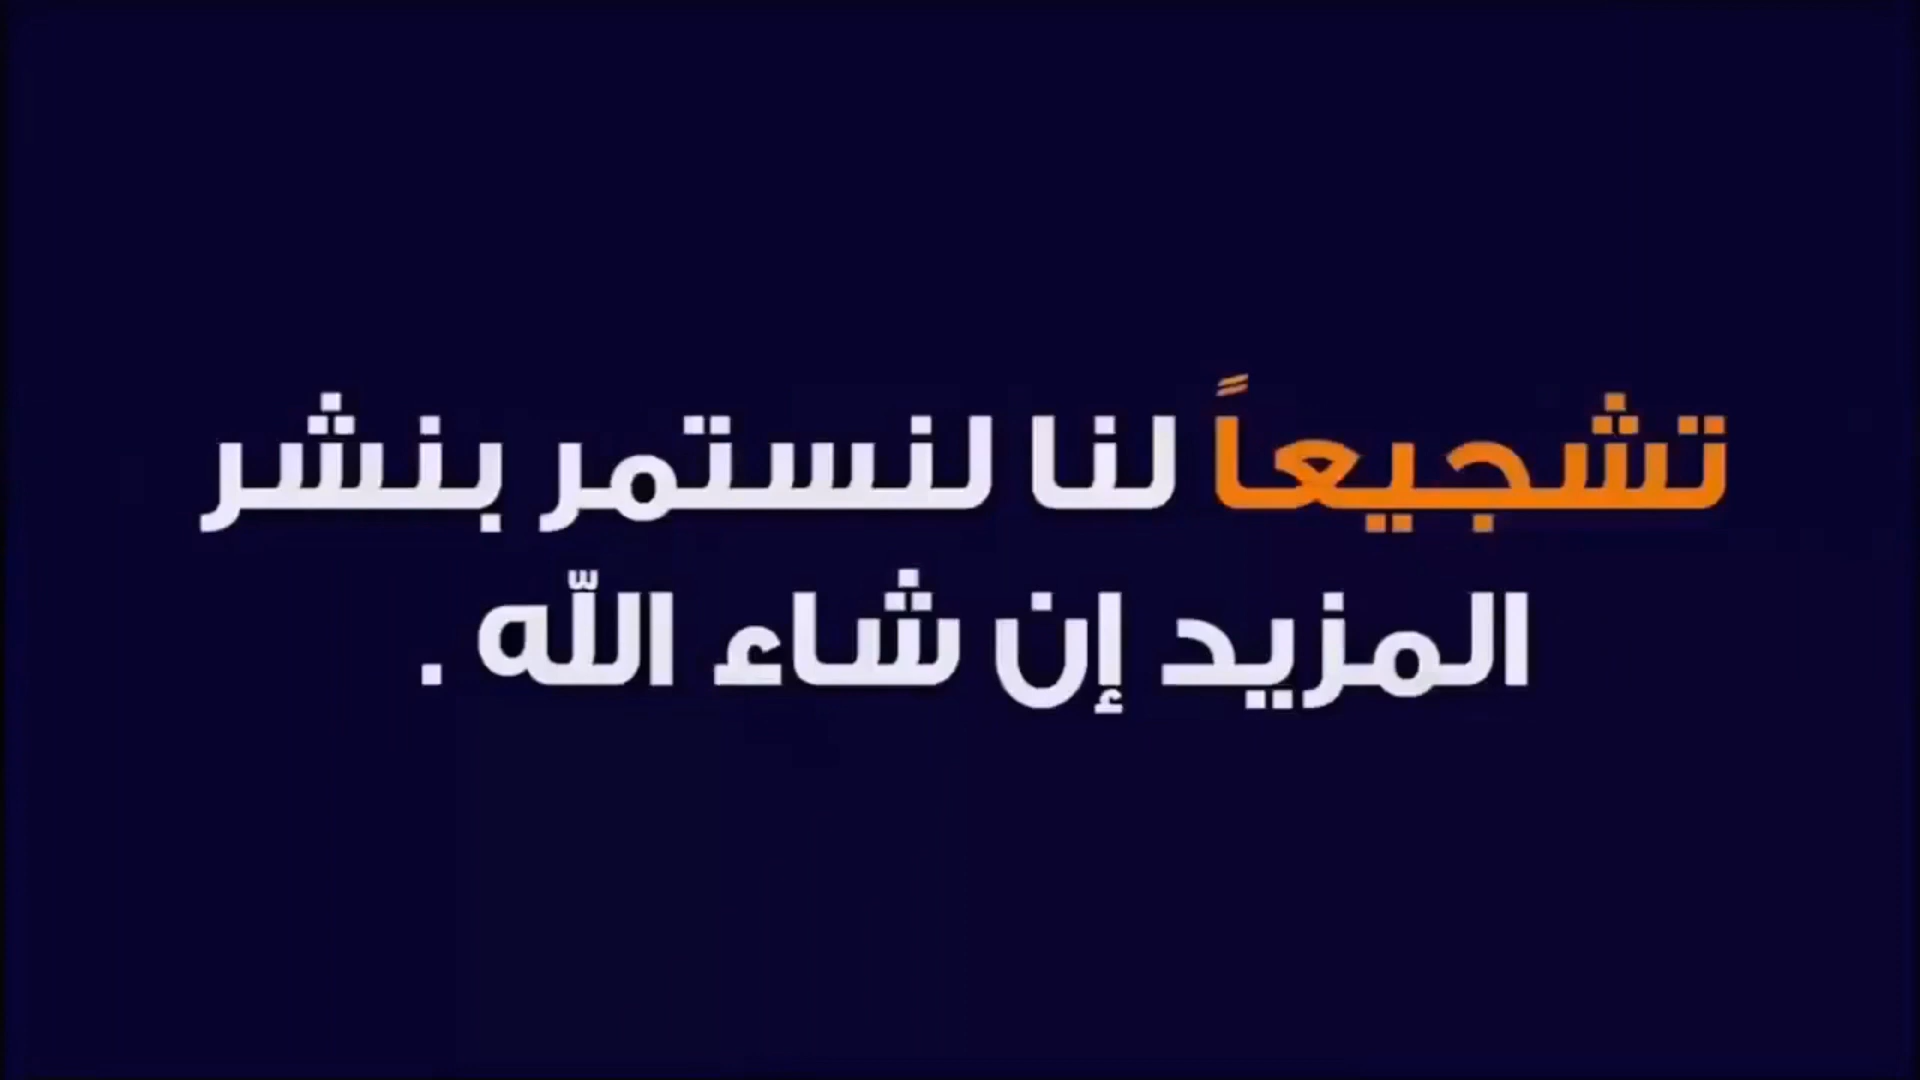 تشجيعاً لنا لنستمر بنشر
المزيد إن شاء اللّه .